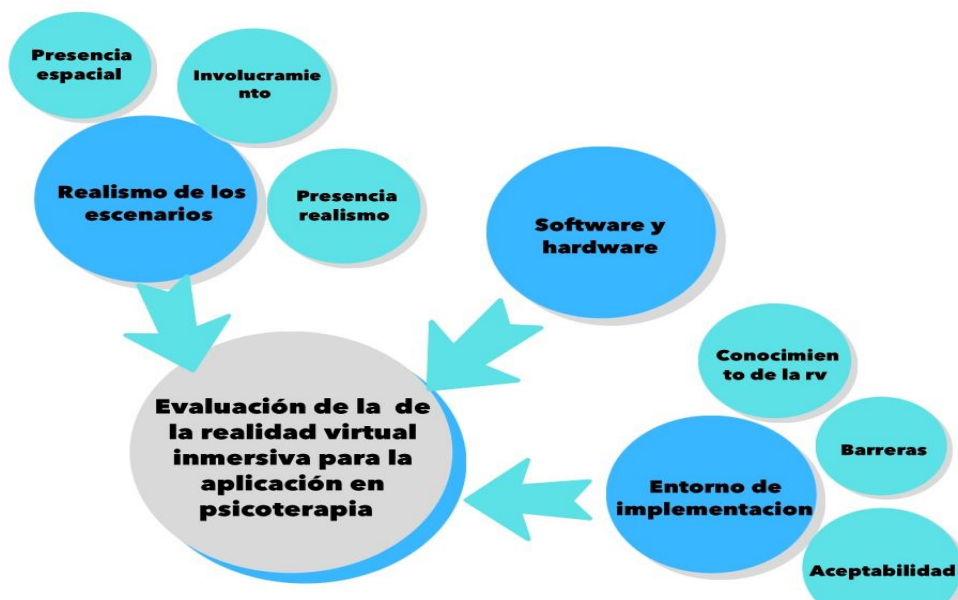 Presencia
espacial
Involucramie
nto
Realismo de los
escenarios
Presencia
realismo
Software y
hardware
Conocimien
to de la rv
Barreras
Entorno de
implementacion
Aceptabilidad
Evaluación de la de
la realidad virtual
inmersiva para la
aplicación en
psicoterapia